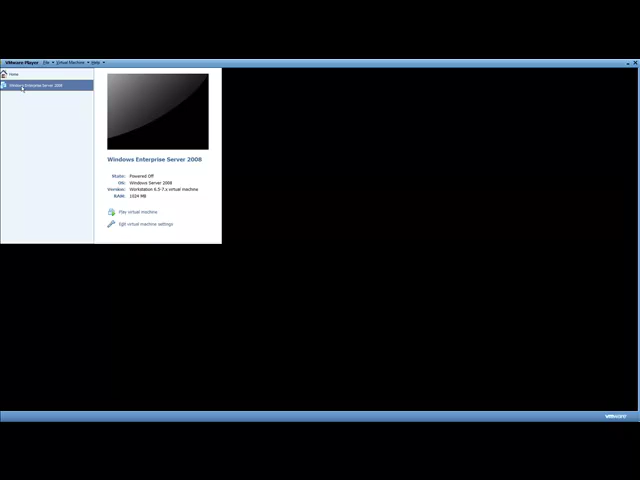 VMware Player File Virtual Machine Help
Home
Windows Enterprise Server 2008
Windows Enterprise Server 2008
State: Powered Off
OS: Windows Server 2008
Version: Workstation 6.5-7.x virtual machine
RAM: 1024 MB
Play virtual machine
Edit virtual machine settings
vmware